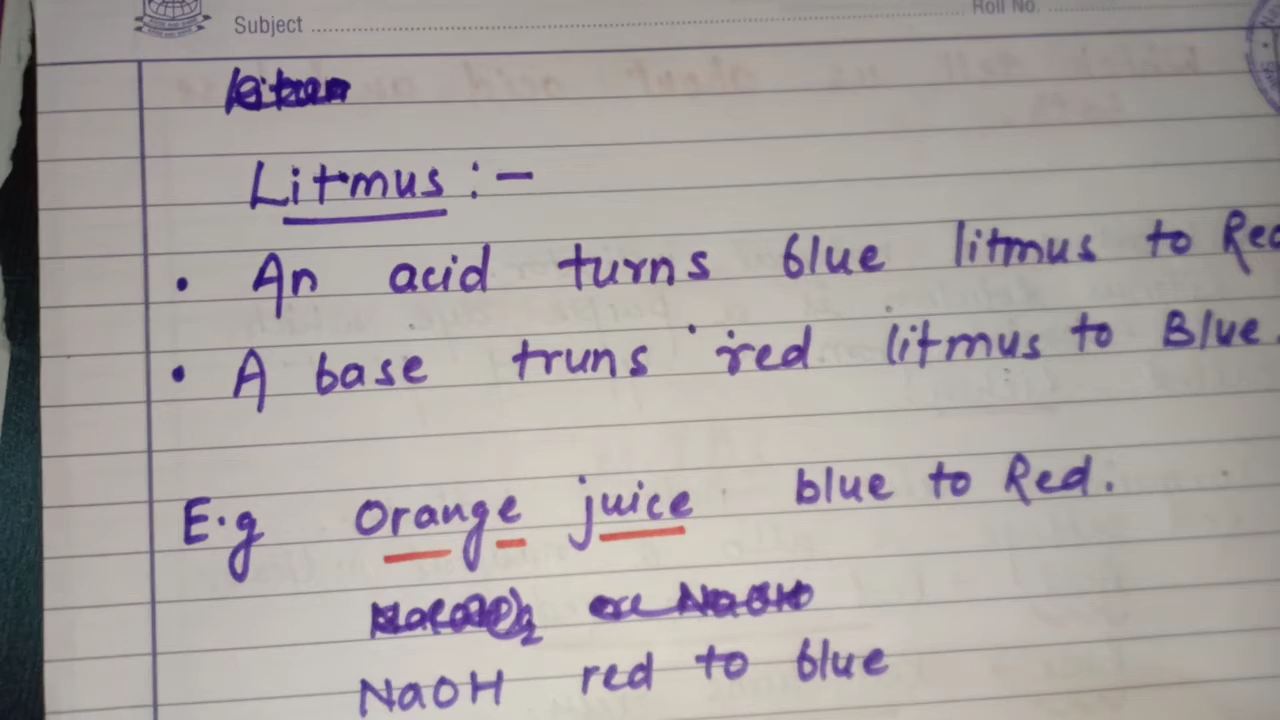 Subject
Roll No.
Litmus :-
• An acid turns blue litmus to Red
• A base truns red litmus to Blue.
E.g Orange juice blue to Red.
NaOH red to blue